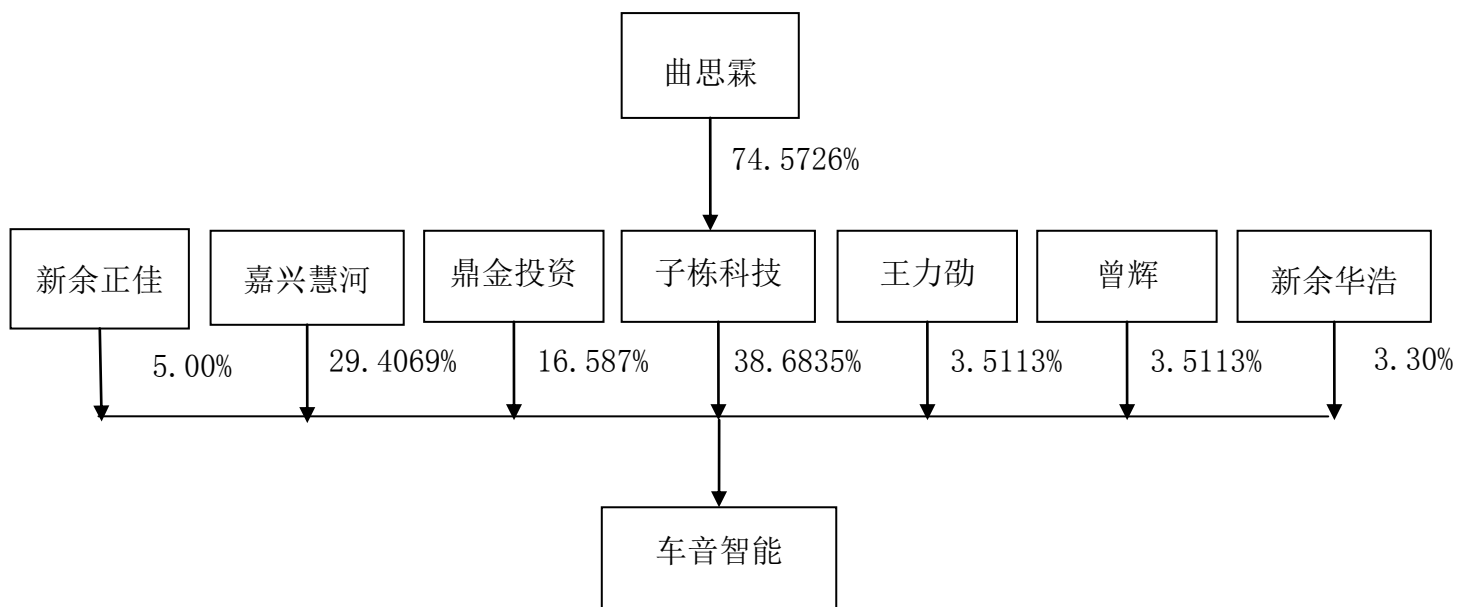 曲思霖
74.5726%
新余正佳
嘉兴慧河
鼎金投资
子栋科技
王力劭
曾辉
新余华浩
5.00%
29.4069%
16.587%
38.6835%
3.5113%
3.5113%
3.30%
车音智能